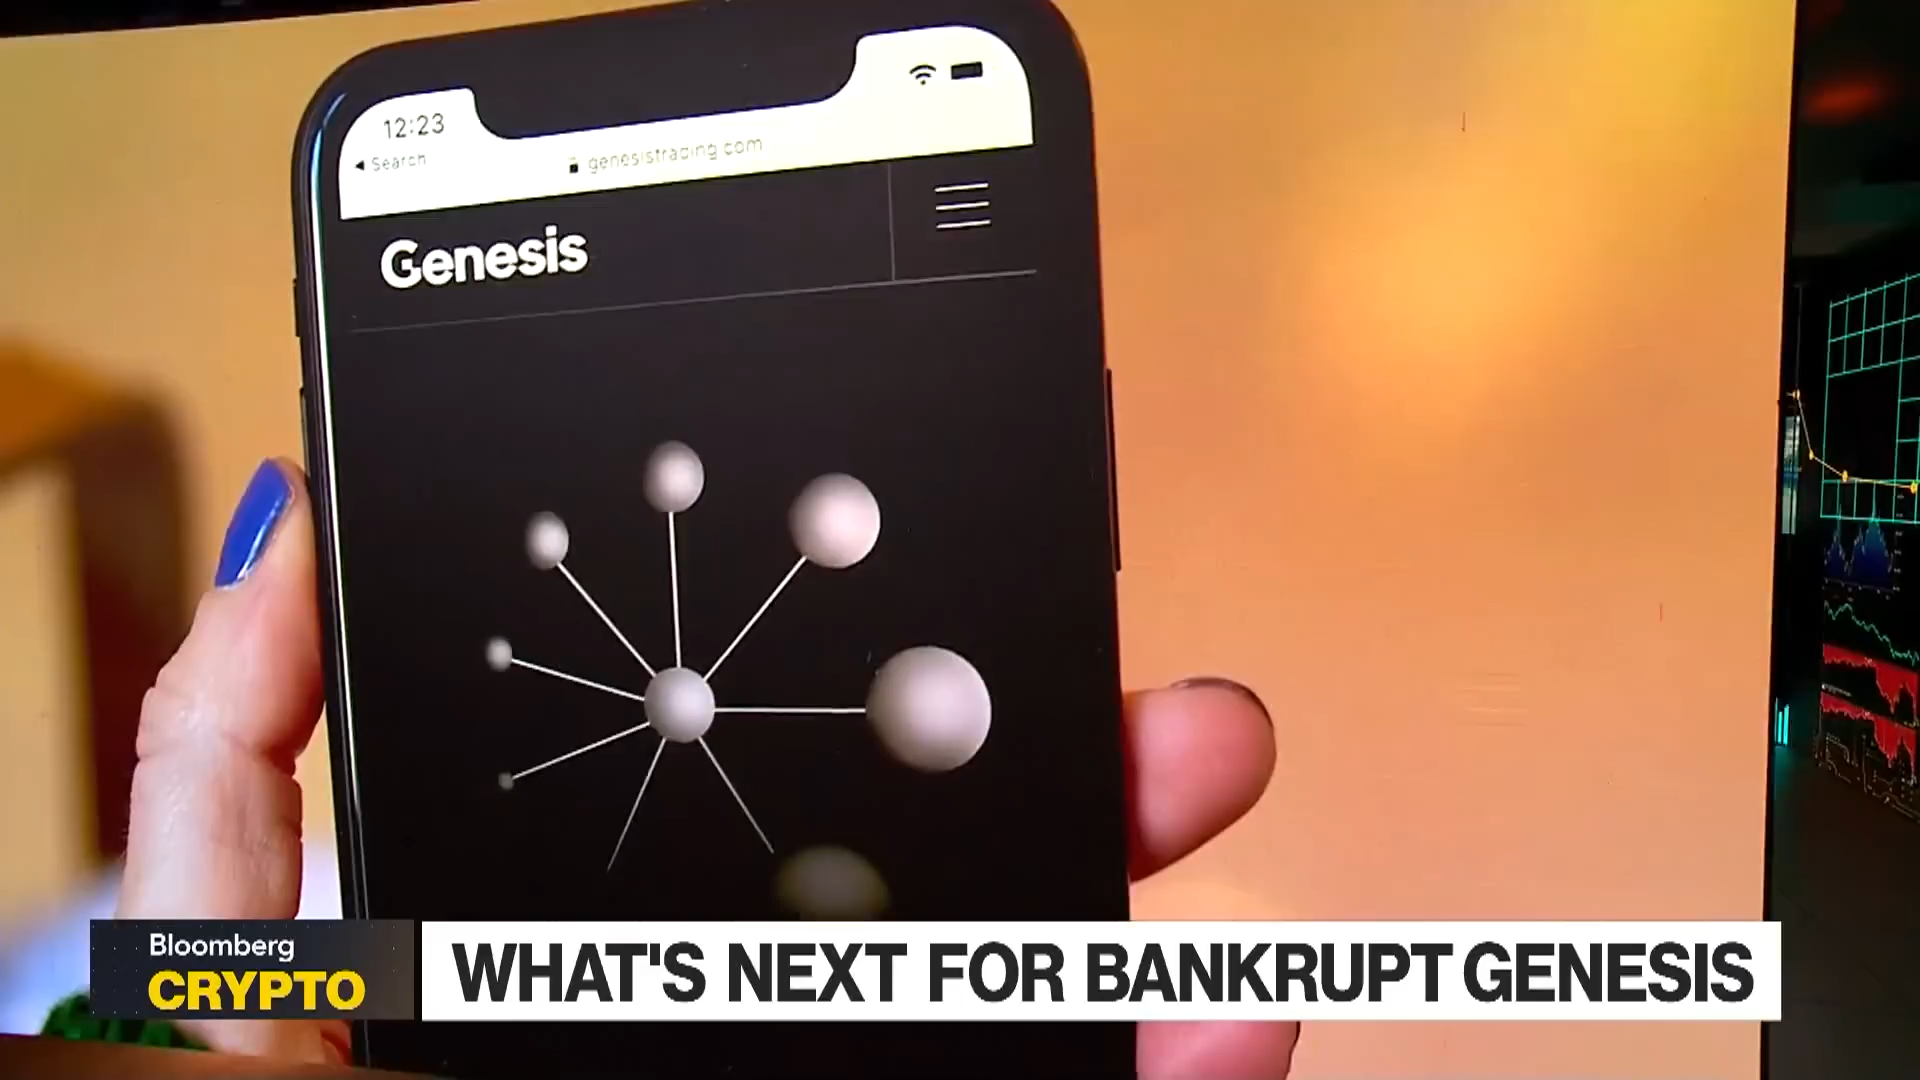 12:23
Search
genesistrading.com
Genesis
Bloomberg
CRYPTO
WHAT'S NEXT FOR BANKRUPT GENESIS